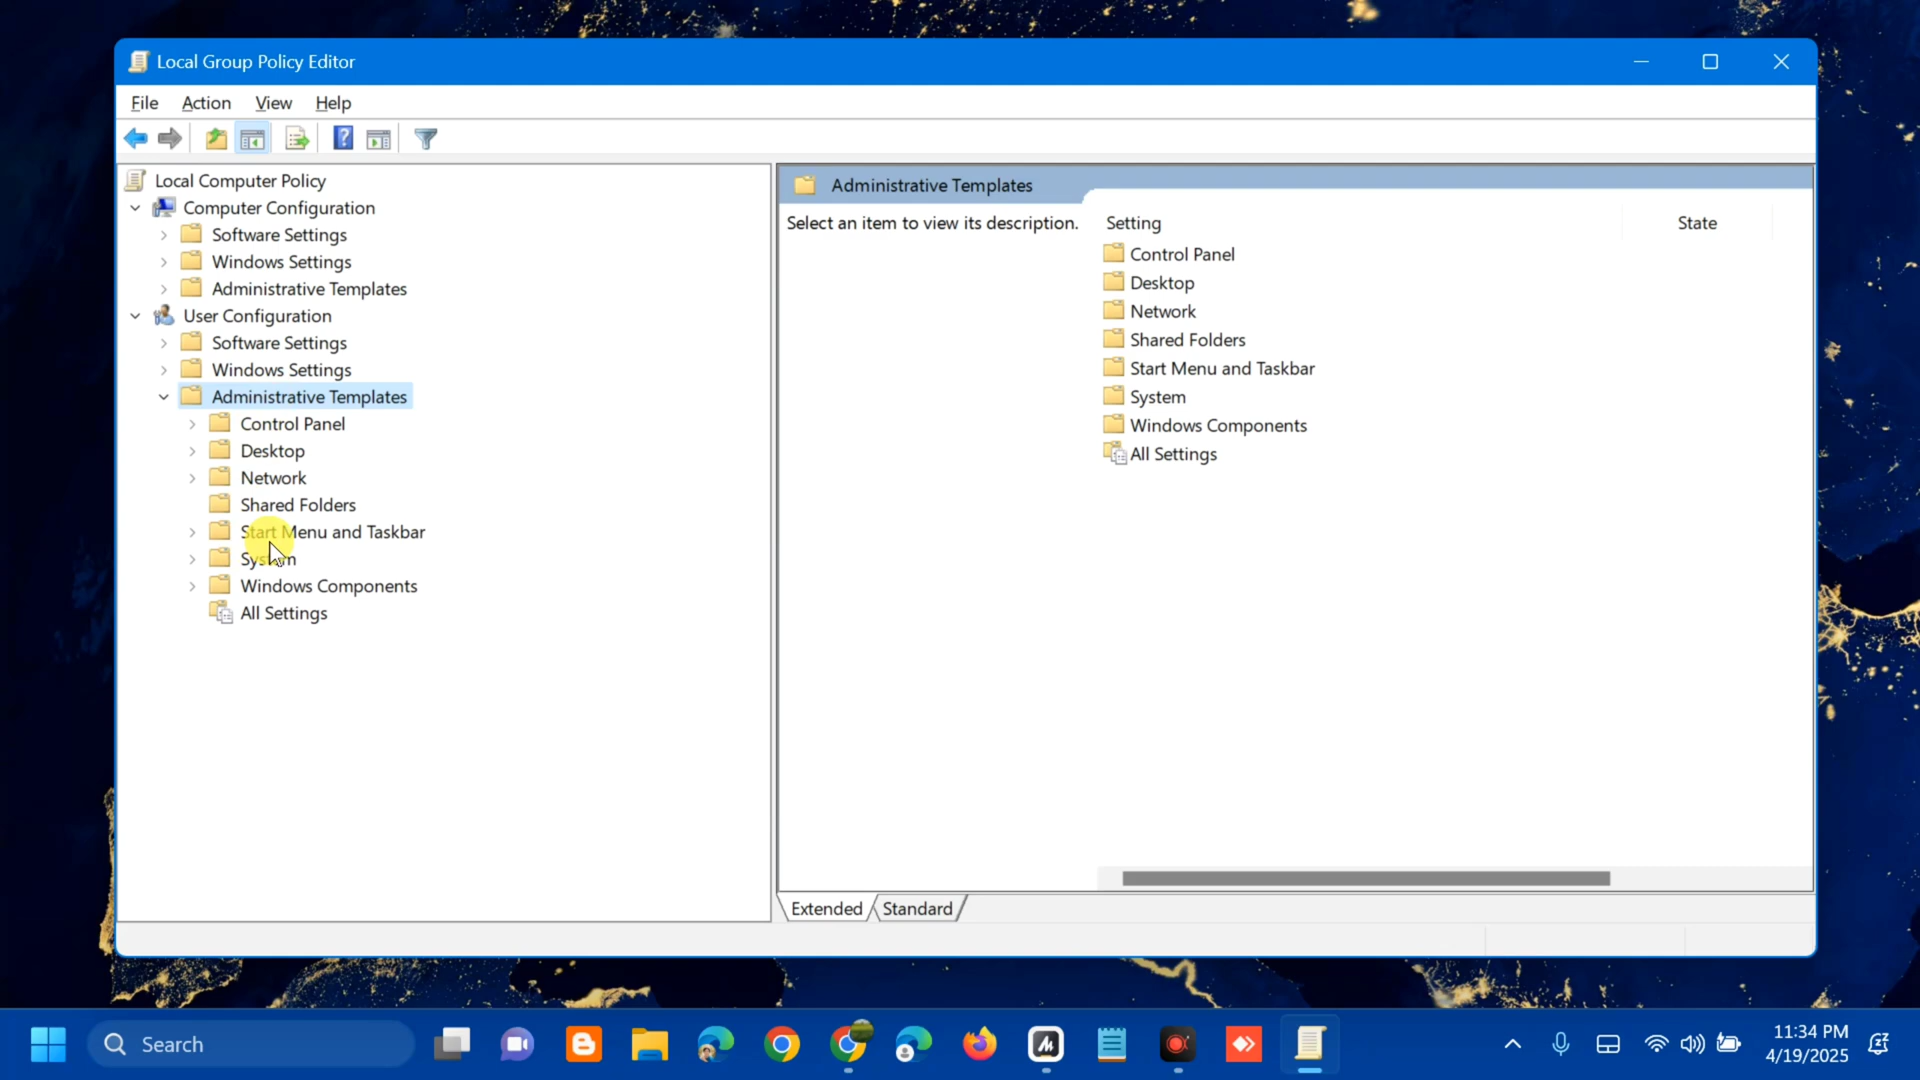 Local Group Policy Editor
File Action View Help
Local Computer Policy
Computer Configuration
Software Settings
Windows Settings
Administrative Templates
User Configuration
Software Settings
Windows Settings
Administrative Templates
Control Panel
Desktop
Network
Shared Folders
Start Menu and Taskbar
System
Windows Components
All Settings
Administrative Templates
Select an item to view its description.
Setting State
Control Panel
Desktop
Network
Shared Folders
Start Menu and Taskbar
System
Windows Components
All Settings
Extended Standard
Search
11:34 PM
4/19/2025